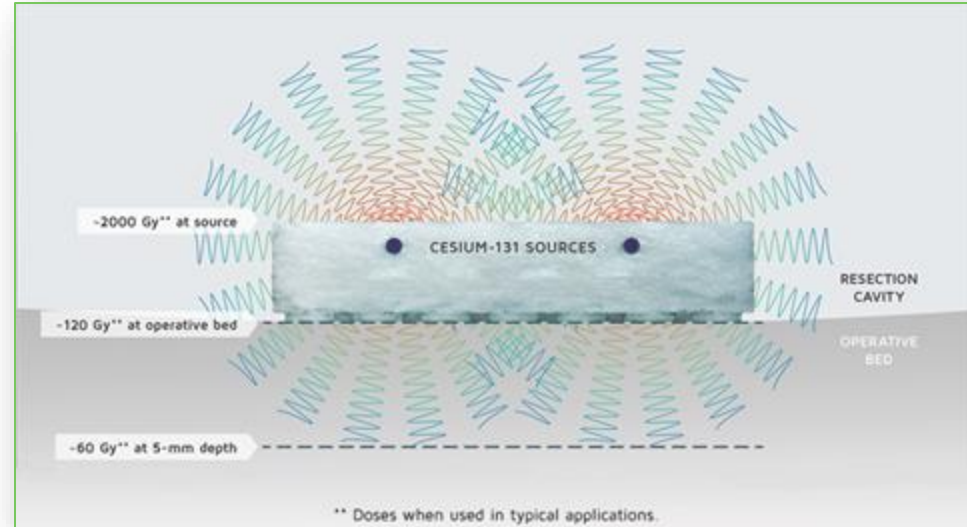 ~2000 Gy** at source
CESIUM-131 SOURCES
RESECTION
CAVITY
~120 Gy** at operative bed
OPERATIVE
BED
~60 Gy** at 5-mm depth
** Doses when used in typical applications.